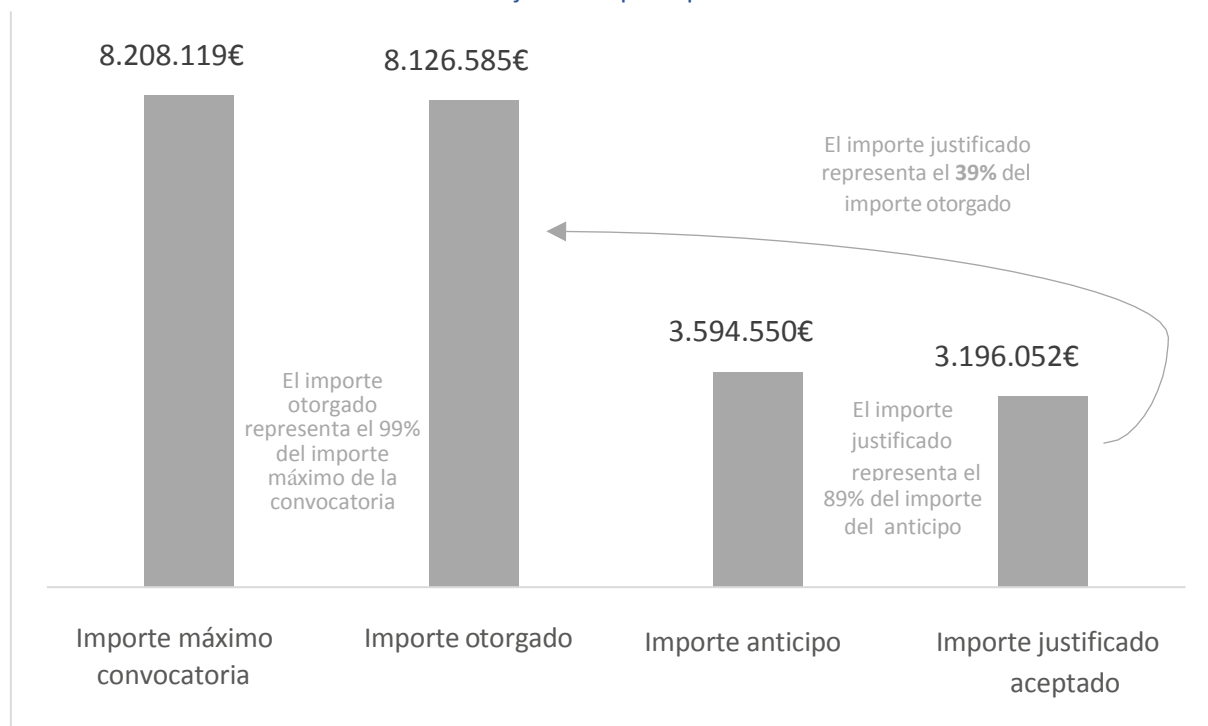 8.208.119€
8.126.585€
El importe justificado
representa el 39% del
importe otorgado
3.594.550€
3.196.052€
El importe
otorgado
representa el 99%
del importe
máximo de la
convocatoria
El importe
justificado
representa el
89% del importe
del anticipo
Importe máximo
convocatoria
Importe otorgado
Importe anticipo
Importe justificado
aceptado